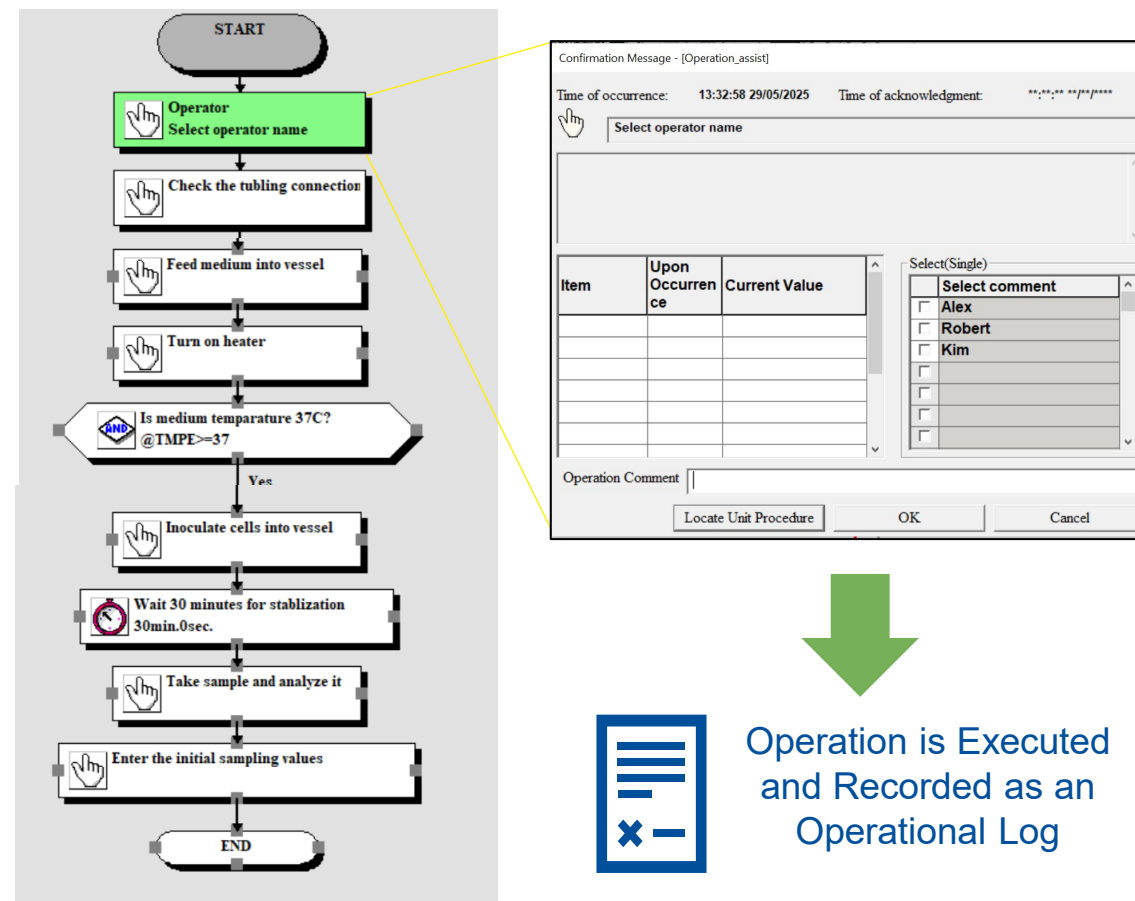 START
Operator
Select operator name
Check the tubling connection
Feed medium into vessel
Turn on heater
AND
Is medium temparature 37C?
@TMPE>=37
Yes
Inoculate cells into vessel
Wait 30 minutes for stablization
30min.0sec.
Take sample and analyze it
Enter the initial sampling values
END
Confirmation Message - [Operation_assist]
Time of occurrence: 13:32:58 29/05/2025 Time of acknowledgment: **:**:** **/**/****
Select operator name
Item
Upon
Occurren
ce
Current Value
Select(Single)
Select comment
Alex
Robert
Kim
Operation Comment
Locate Unit Procedure OK Cancel
Operation is Executed
and Recorded as an
Operational Log